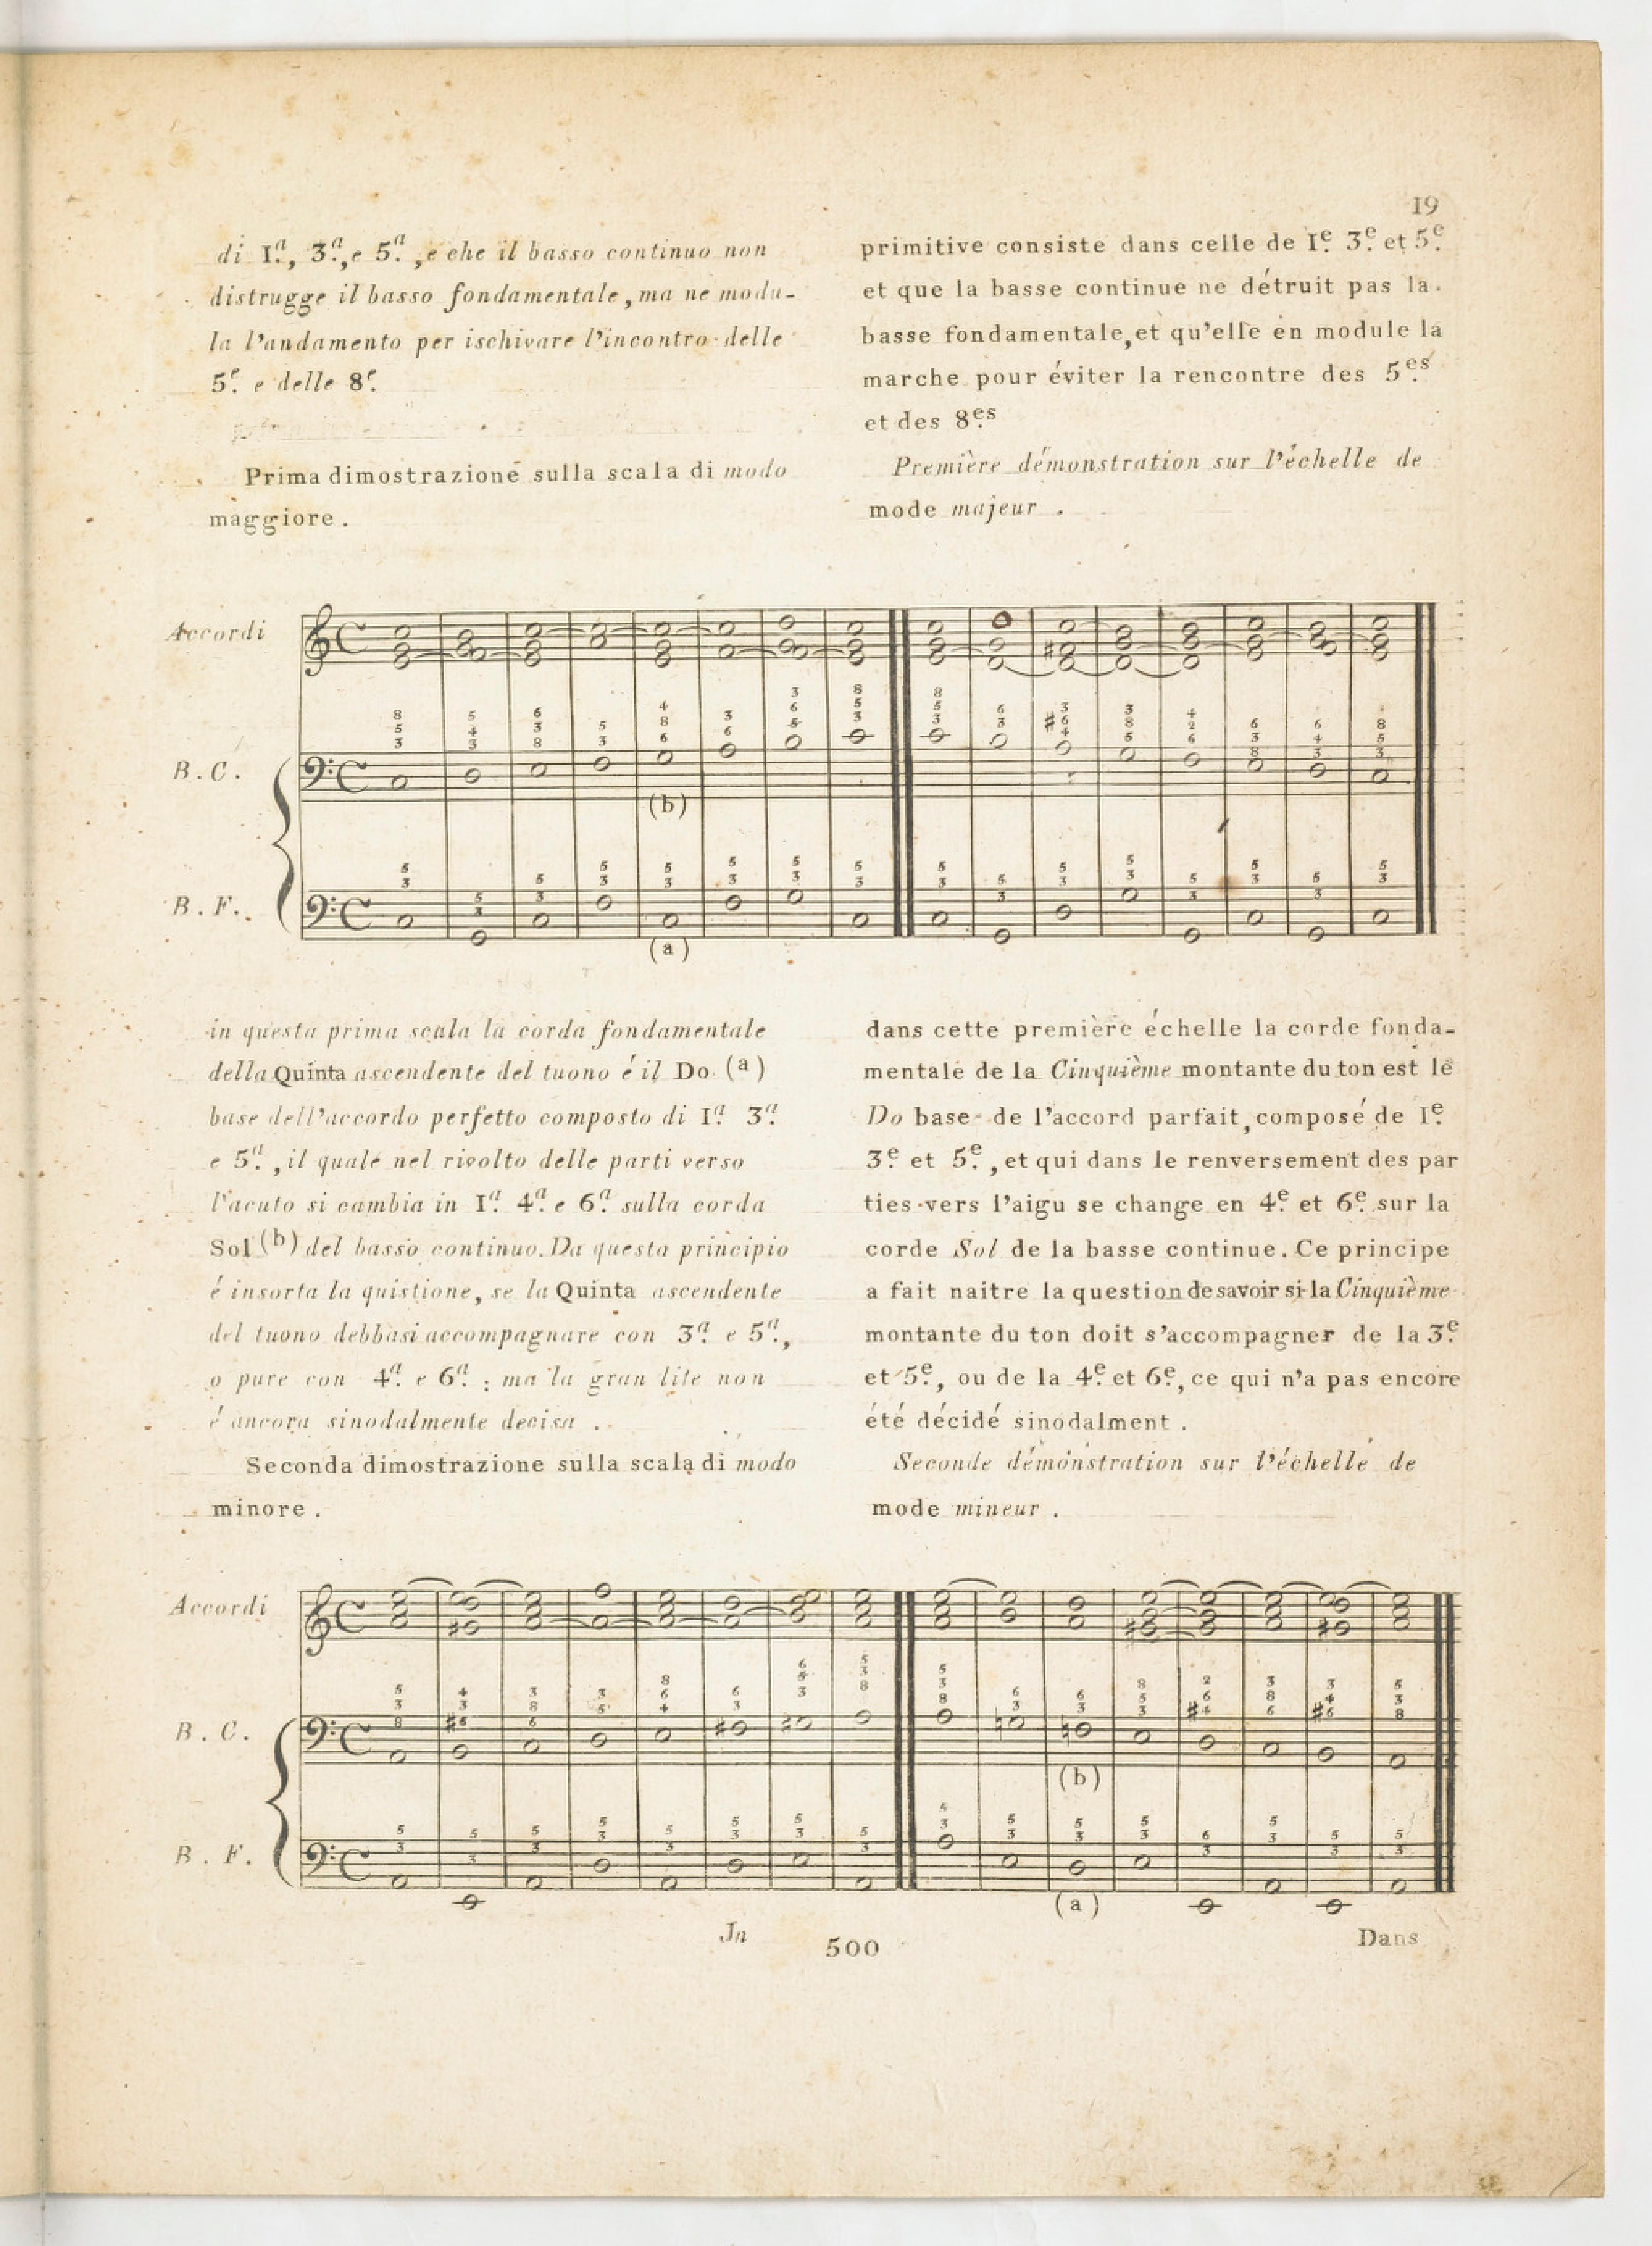 19
di 1.ª, 3.ª, e 5.ª, e che il basso continuo non
distrugge il basso fondamentale, ma ne modu-
la l'andamento per ischivare l'incontro delle
5.e e delle 8.e
Prima dimostrazione sulla scala di modo
maggiore.
primitive consiste dans celle de 1.e 3.e et 5.e
et que la basse continue ne détruit pas la
basse fondamentale, et qu'elle en module la
marche pour éviter la rencontre des 5.es
et des 8.es
Première démonstration sur l'échelle de
mode majeur.
Accordi
B.C.
(b)
B.F.
(a)
in questa prima scala la corda fondamentale
della Quinta ascendente del tuono é il Do (a)
base dell'accordo perfetto composto di 1.ª 3.ª
e 5.ª, il quale nel rivolto delle parti verso
l'acuto si cambia in 1.ª 4.ª e 6.ª sulla corda
Sol (b) del basso continuo. Da questo principio
é insorta la quistione, se la Quinta ascendente
del tuono debbasi accompagnare con 3.ª e 5.ª,
o pure con 4.ª e 6.ª: ma la gran lite non
é ancora sinodalmente decisa.
Seconda dimostrazione sulla scala di modo
minore.
dans cette première échelle la corde fonda-
mentale de la Cinquième montante du ton est le
Do base de l'accord parfait, composé de 1.e
3.e et 5.e, et qui dans le renversement des par
ties vers l'aigu se change en 4.e et 6.e sur la
corde Sol de la basse continue. Ce principe
a fait naitre la question de savoir si la Cinquième
montante du ton doit s'accompagner de la 3.e
et 5.e, ou de la 4.e et 6.e, ce qui n'a pas encore
été décidé sinodalment.
Seconde démonstration sur l'échelle de
mode mineur.
Accordi
B.C.
(b)
B.F.
(a)
In
500
Dans